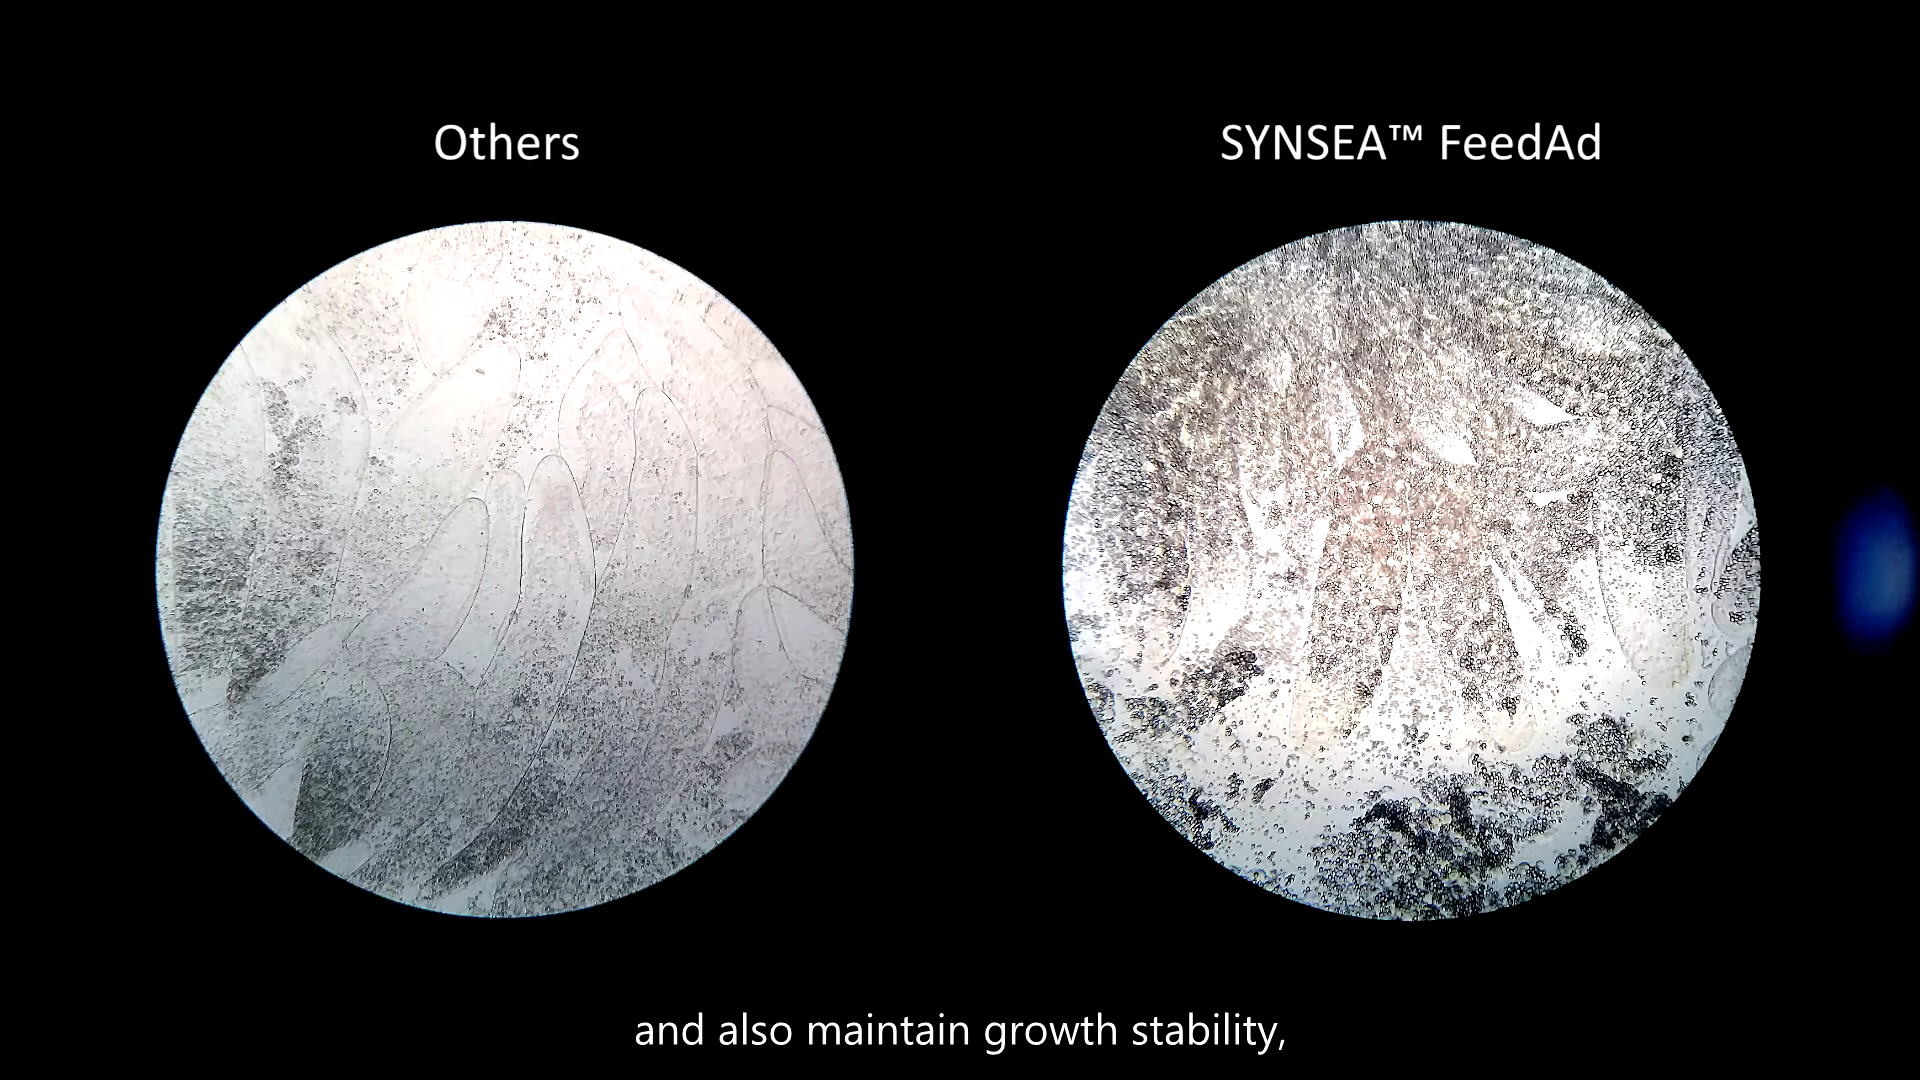 Others
SYNSEA™ FeedAd
and also maintain growth stability,